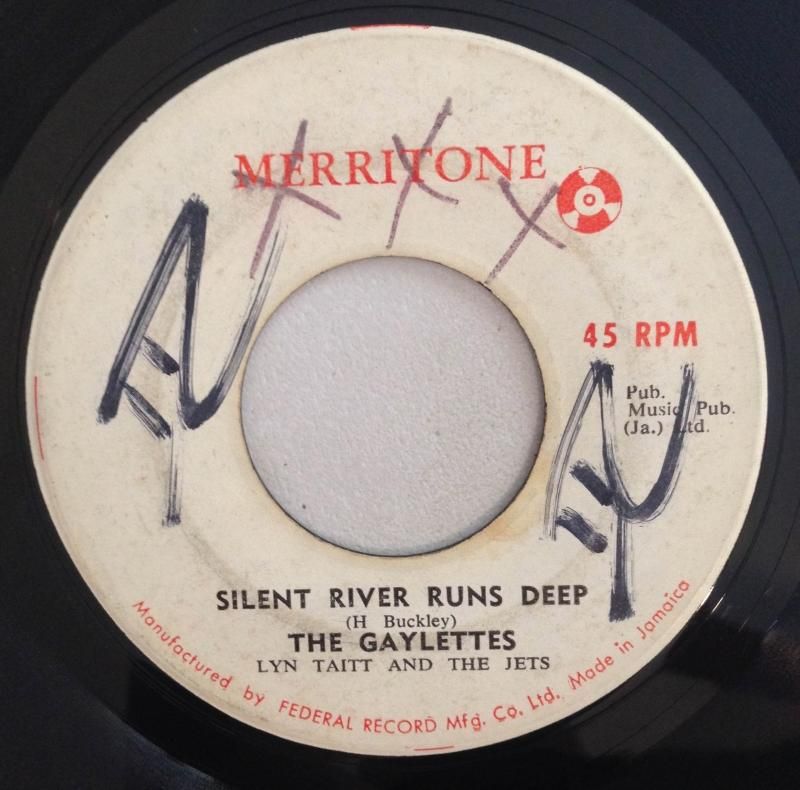 MERRITONE
X X X
45 RPM
Pub.
Music Pub.
(Ja.) Ltd.
SILENT RIVER RUNS DEEP
(H Buckley)
THE GAYLETTES
LYN TAITT AND THE JETS
Manufactured by FEDERAL RECORD Mfg. Co. Ltd. Made in Jamaica